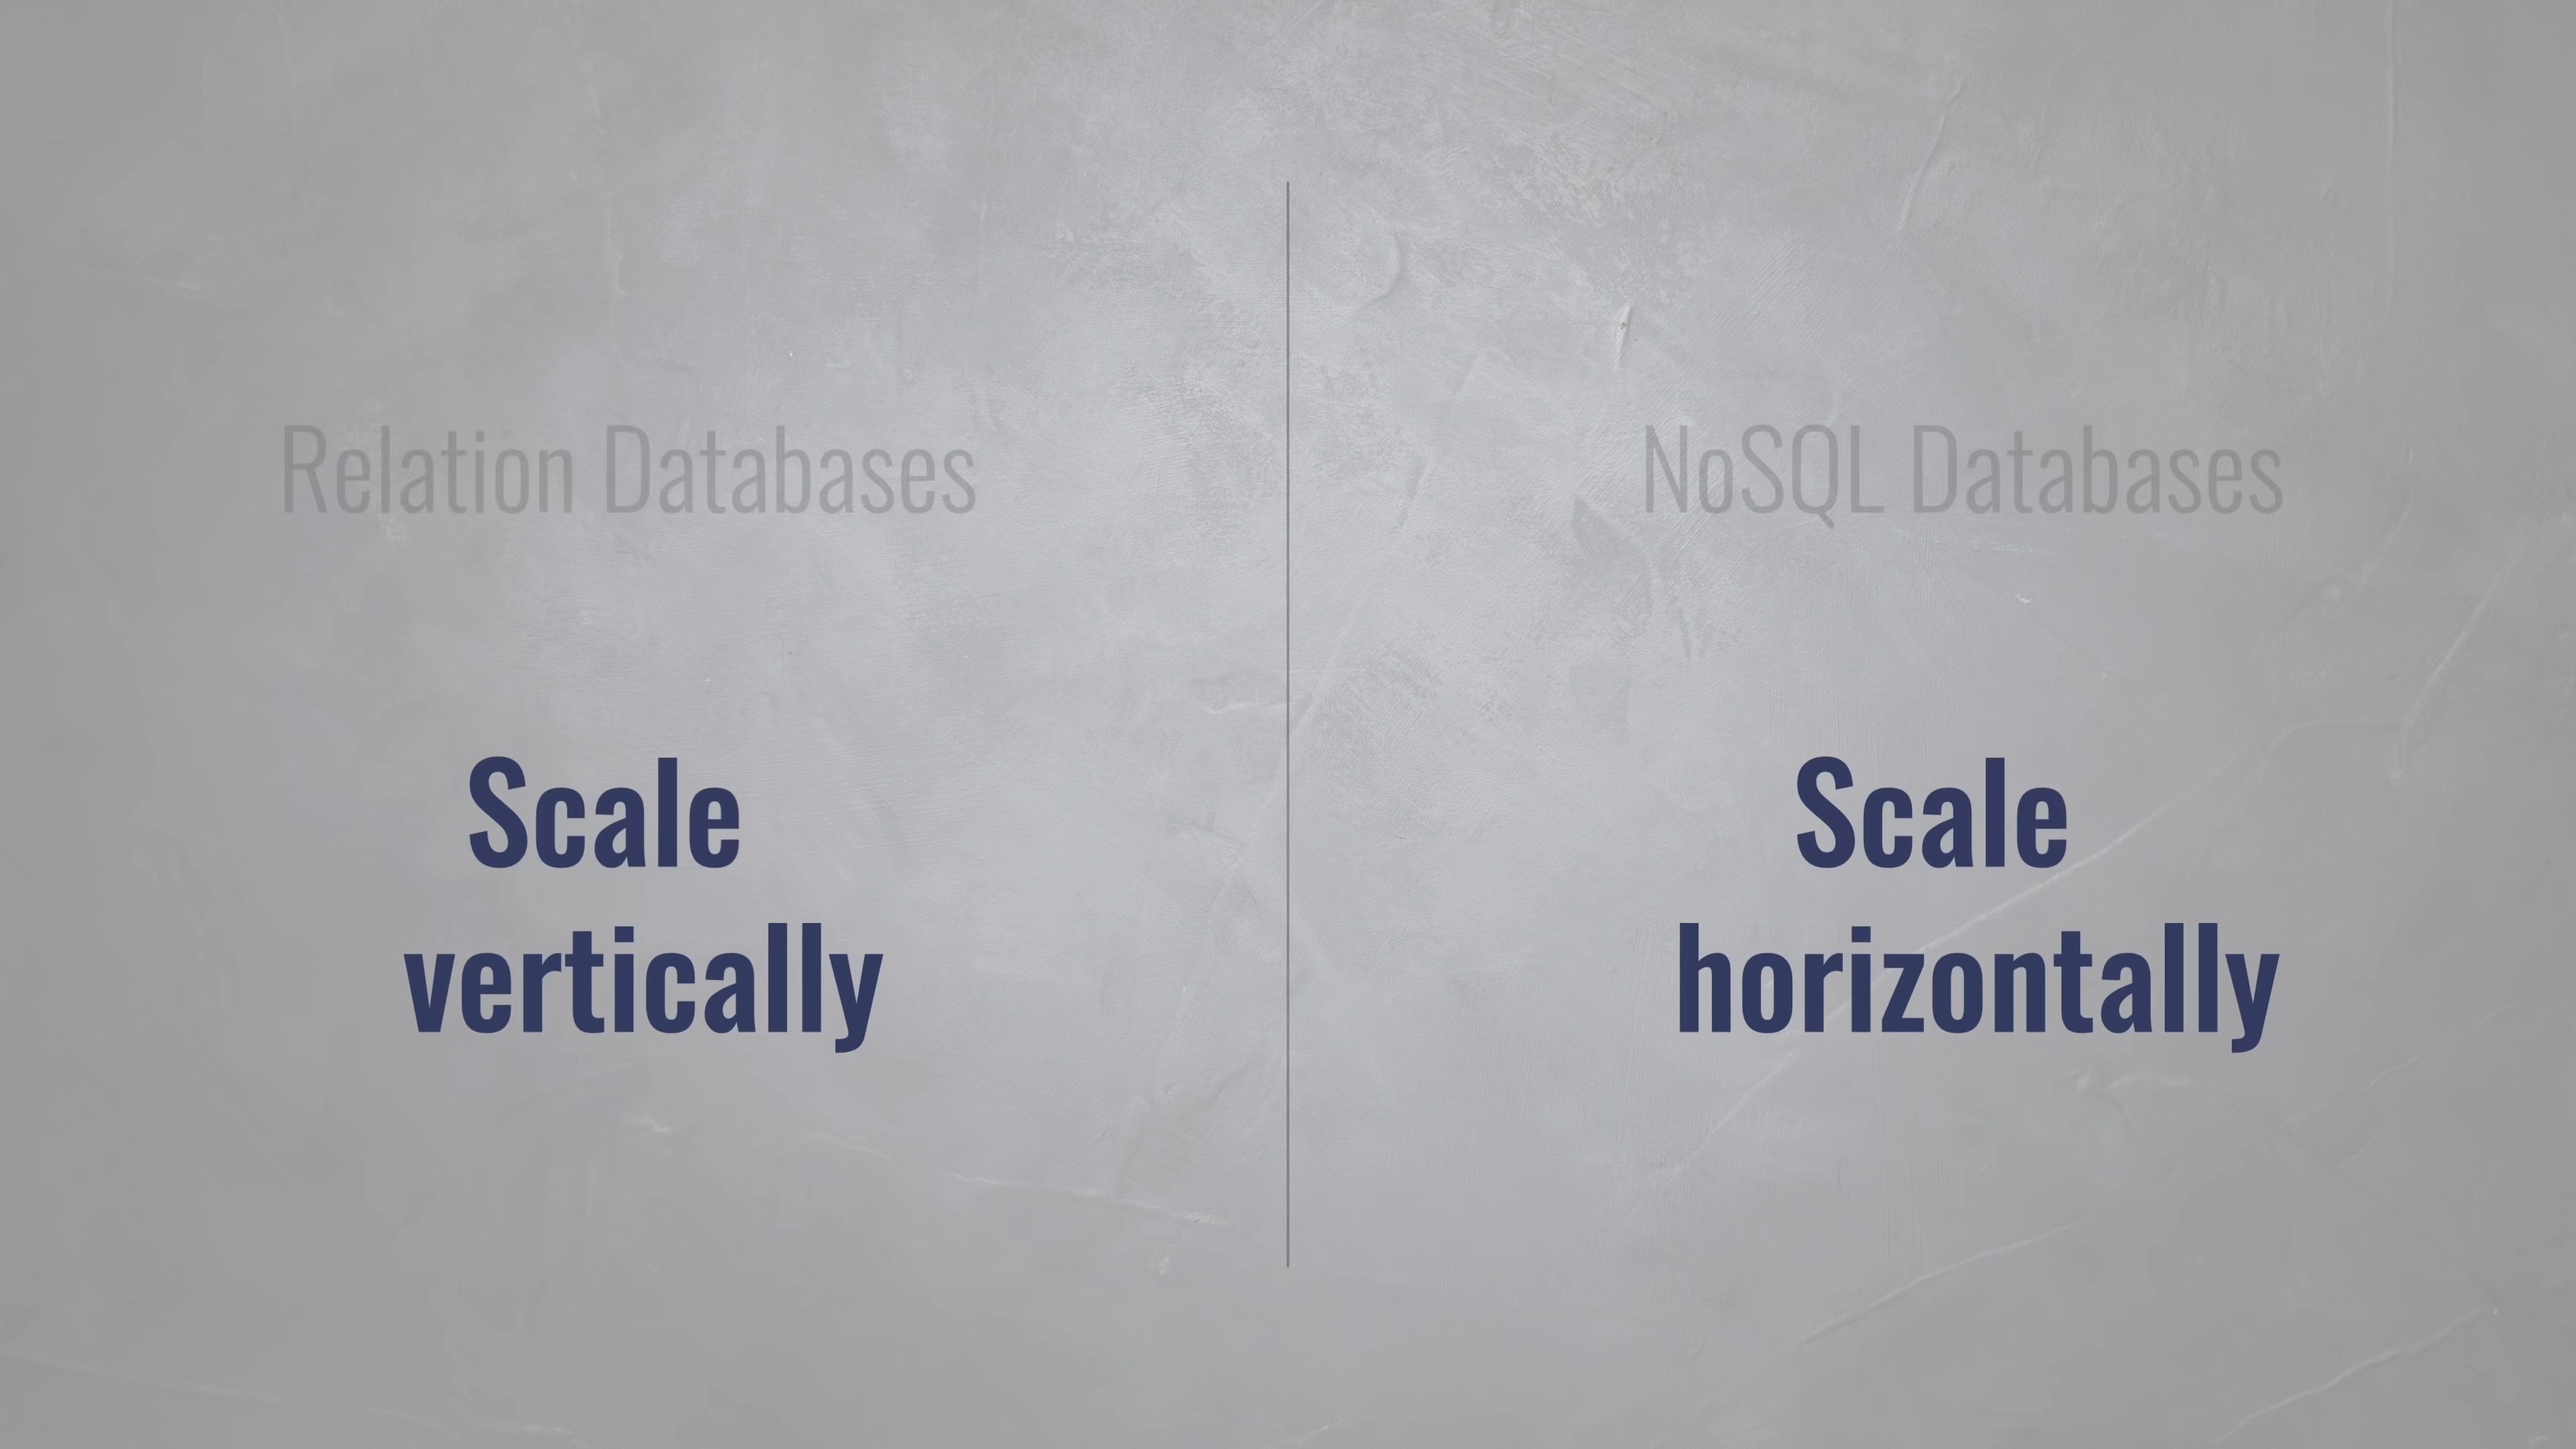 Relation Databases
Scale
vertically
NoSQL Databases
Scale
horizontally